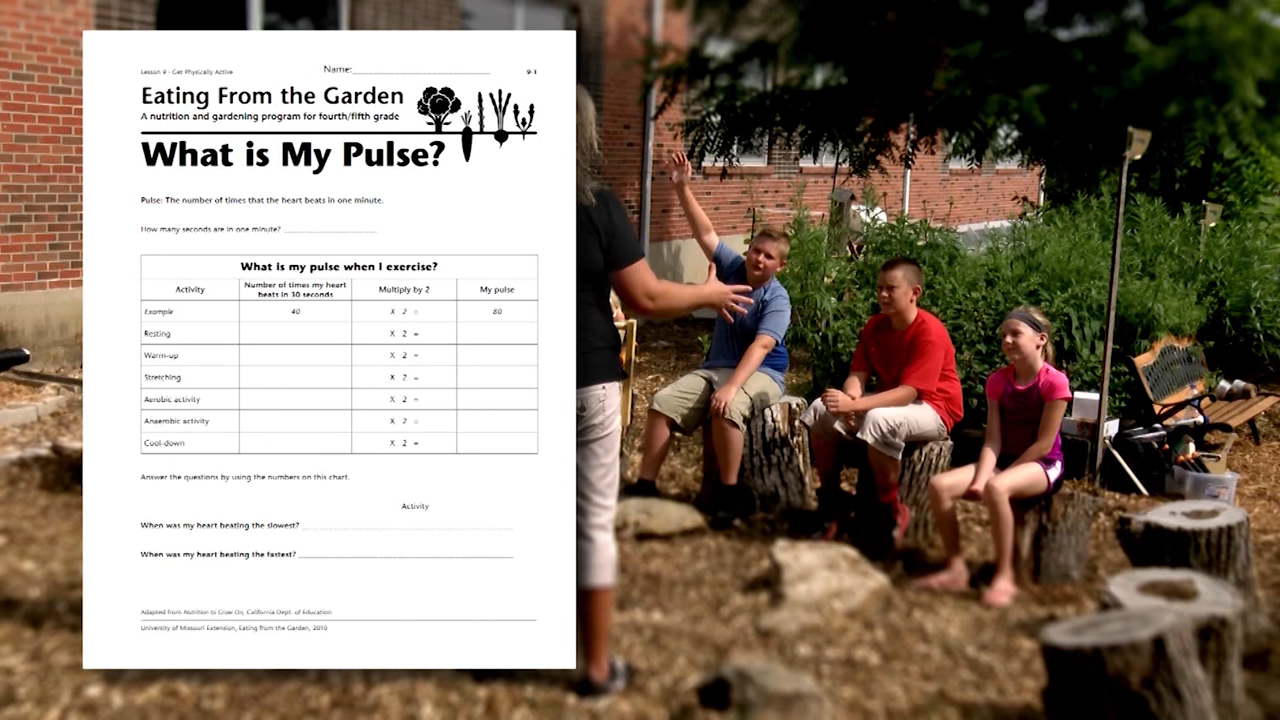 Lesson 9 - Get Physically Active Name: 9-1
Eating From the Garden
A nutrition and gardening program for fourth/fifth grade
What is My Pulse?
Pulse: The number of times that the heart beats in one minute.
How many seconds are in one minute?
What is my pulse when I exercise?
Activity Number of times my heart beats in 30 seconds Multiply by 2 My pulse
Example 40 X 2 = 80
Resting X 2 =
Warm-up X 2 =
Stretching X 2 =
Aerobic activity X 2 =
Anaerobic activity X 2 =
Cool-down X 2 =
Answer the questions by using the numbers on this chart.
Activity
When was my heart beating the slowest?
When was my heart beating the fastest?
Adapted from Nutrition to Grow On, California Dept. of Education
University of Missouri Extension, Eating from the Garden, 2010